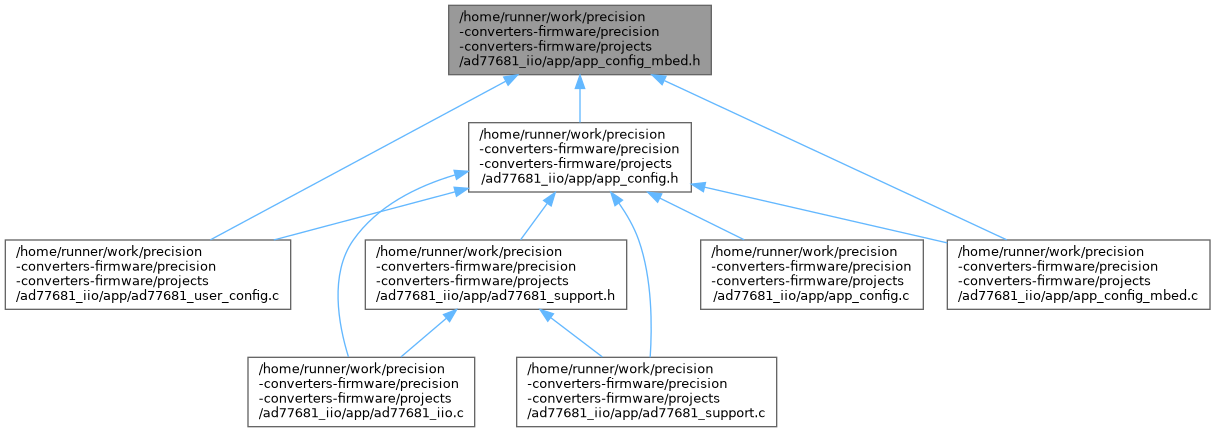 /home/runner/work/precision
-converters-firmware/precision
-converters-firmware/projects
/ad77681_iio/app/app_config_mbed.h
/home/runner/work/precision
-converters-firmware/precision
-converters-firmware/projects
/ad77681_iio/app/app_config.h
/home/runner/work/precision
-converters-firmware/precision
-converters-firmware/projects
/ad77681_iio/app/ad77681_user_config.c
/home/runner/work/precision
-converters-firmware/precision
-converters-firmware/projects
/ad77681_iio/app/ad77681_support.h
/home/runner/work/precision
-converters-firmware/precision
-converters-firmware/projects
/ad77681_iio/app/app_config.c
/home/runner/work/precision
-converters-firmware/precision
-converters-firmware/projects
/ad77681_iio/app/app_config_mbed.c
/home/runner/work/precision
-converters-firmware/precision
-converters-firmware/projects
/ad77681_iio/app/ad77681_iio.c
/home/runner/work/precision
-converters-firmware/precision
-converters-firmware/projects
/ad77681_iio/app/ad77681_support.c